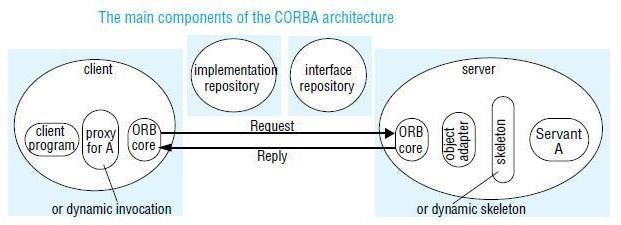 The main components of the CORBA architecture
client
implementation
repository
interface
repository
server
client
program
proxy
for A
ORB
core
Request
Reply
ORB
core
object
adapter
skeleton
Servant
A
or dynamic invocation
or dynamic skeleton